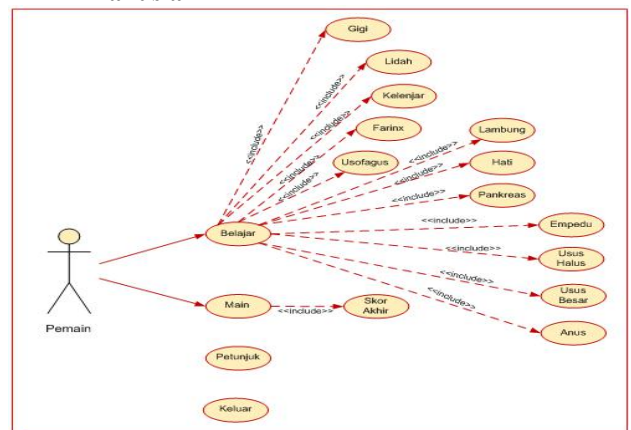 Gigi
Lidah
Kelenjar
Farinx
Usofagus
Lambung
Hati
Pankreas
Empedu
Usus
Halus
Usus
Besar
Anus
Belajar
Main
Skor
Akhir
Petunjuk
Keluar
Pemain
<<include>>
<<include>>
<<include>>
<<include>>
<<include>>
<<include>>
<<include>>
<<include>>
<<include>>
<<include>>
<<include>>
<<include>>
<<include>>